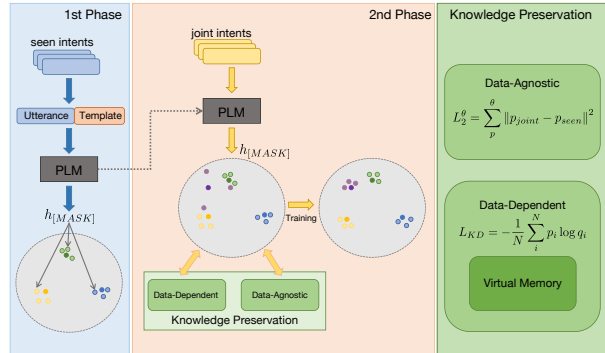 1st Phase
seen intents
Utterance
Template
PLM
h[MASK]
2nd Phase
joint intents
PLM
h[MASK]
Training
Data-Dependent
Data-Agnostic
Knowledge Preservation
Knowledge Preservation
Data-Agnostic
L_2^θ = ∑_p^θ ‖p_joint − p_seen‖²
Data-Dependent
L_KD = −1/N ∑_i^N p_i log q_i
Virtual Memory